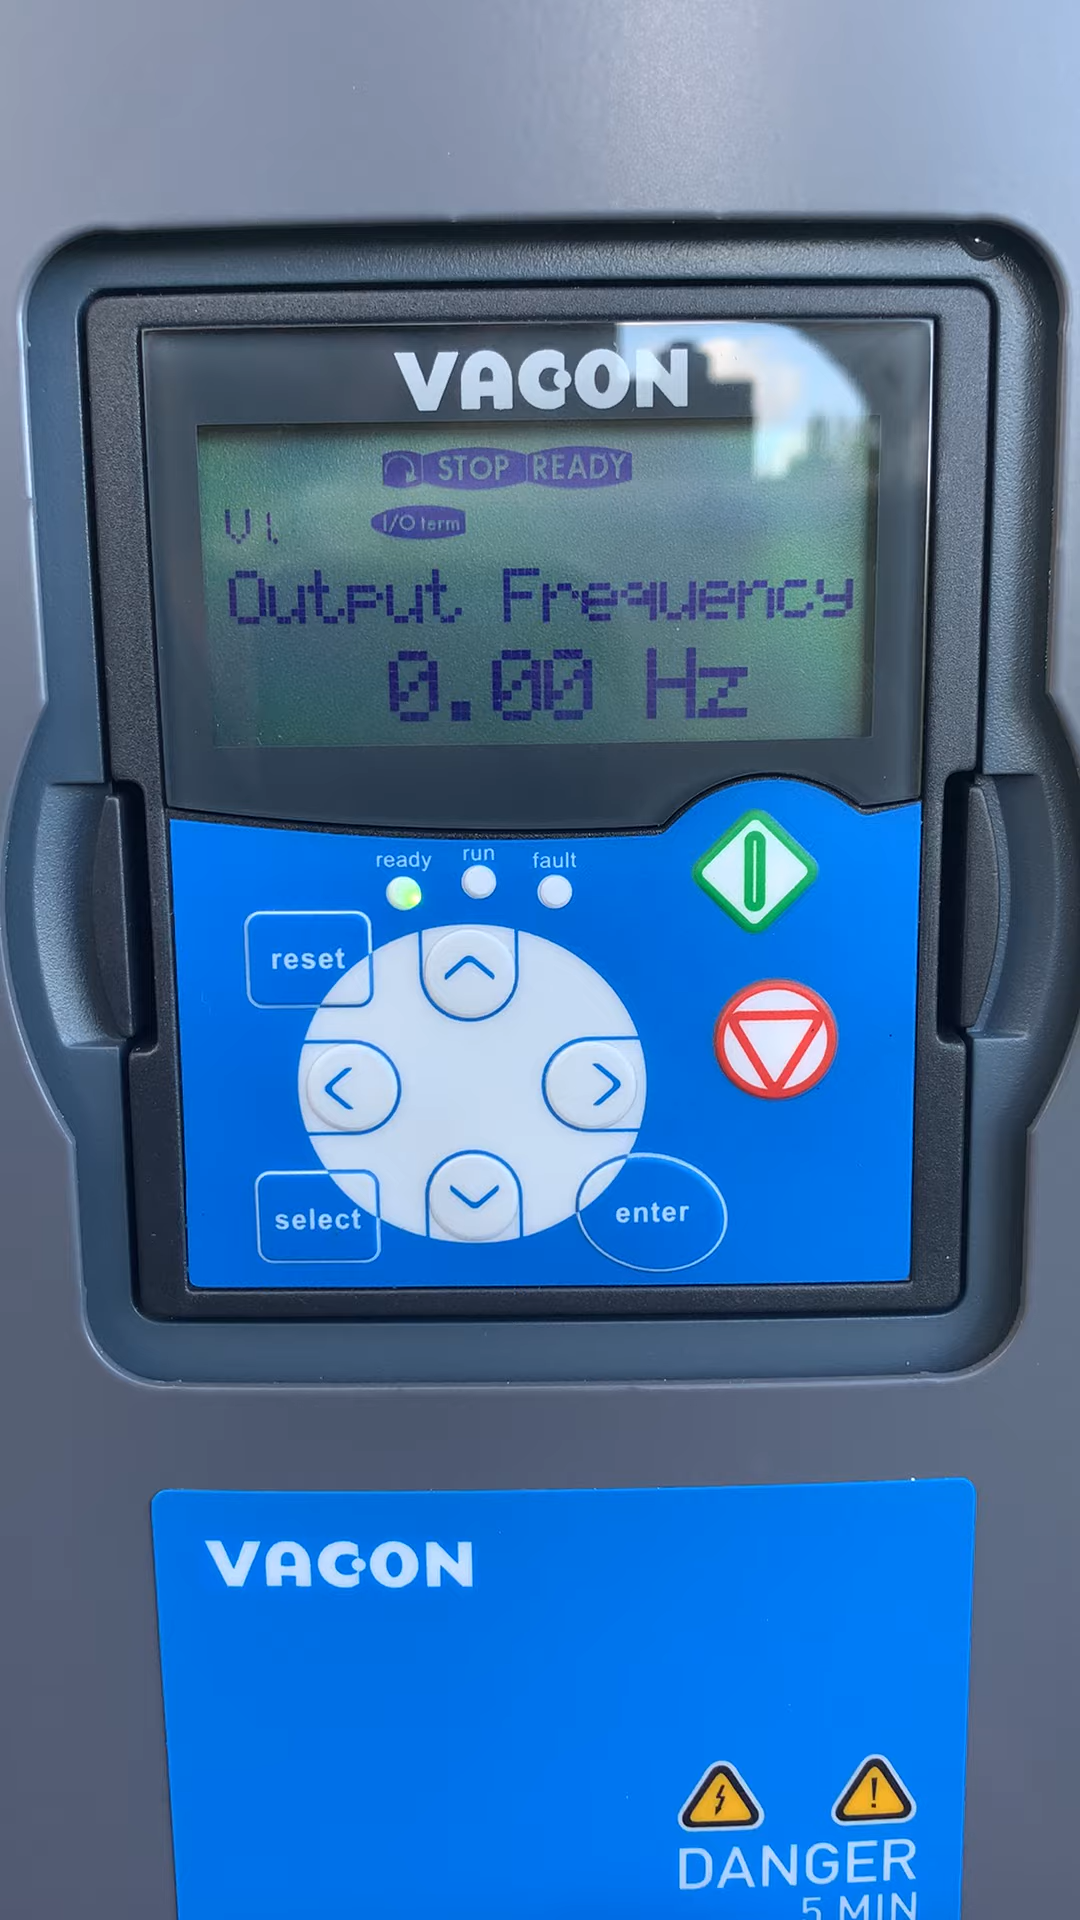 VACON
STOP READY
V1
I/O term
Output Frequency
0.00 Hz
ready run fault
reset
select
enter
VACON
DANGER
5 MIN